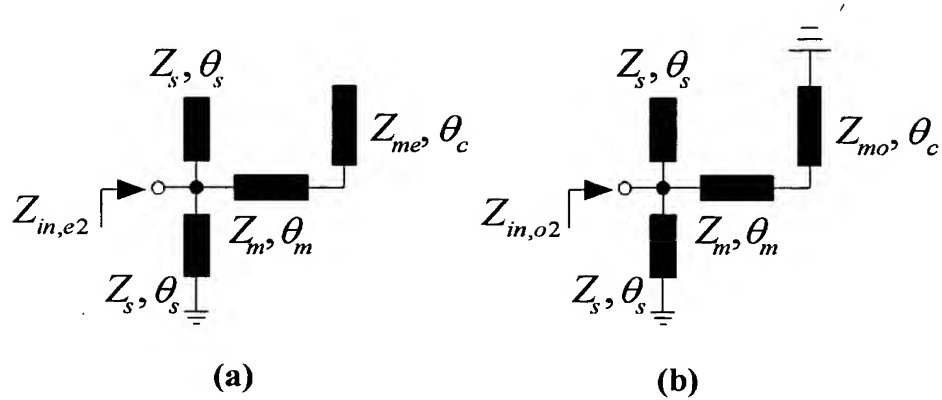 Z_s, θ_s
Z_me, θ_c
Z_in,e2
Z_m, θ_m
Z_s, θ_s
(a)
Z_s, θ_s
Z_mo, θ_c
Z_in,o2
Z_m, θ_m
Z_s, θ_s
(b)